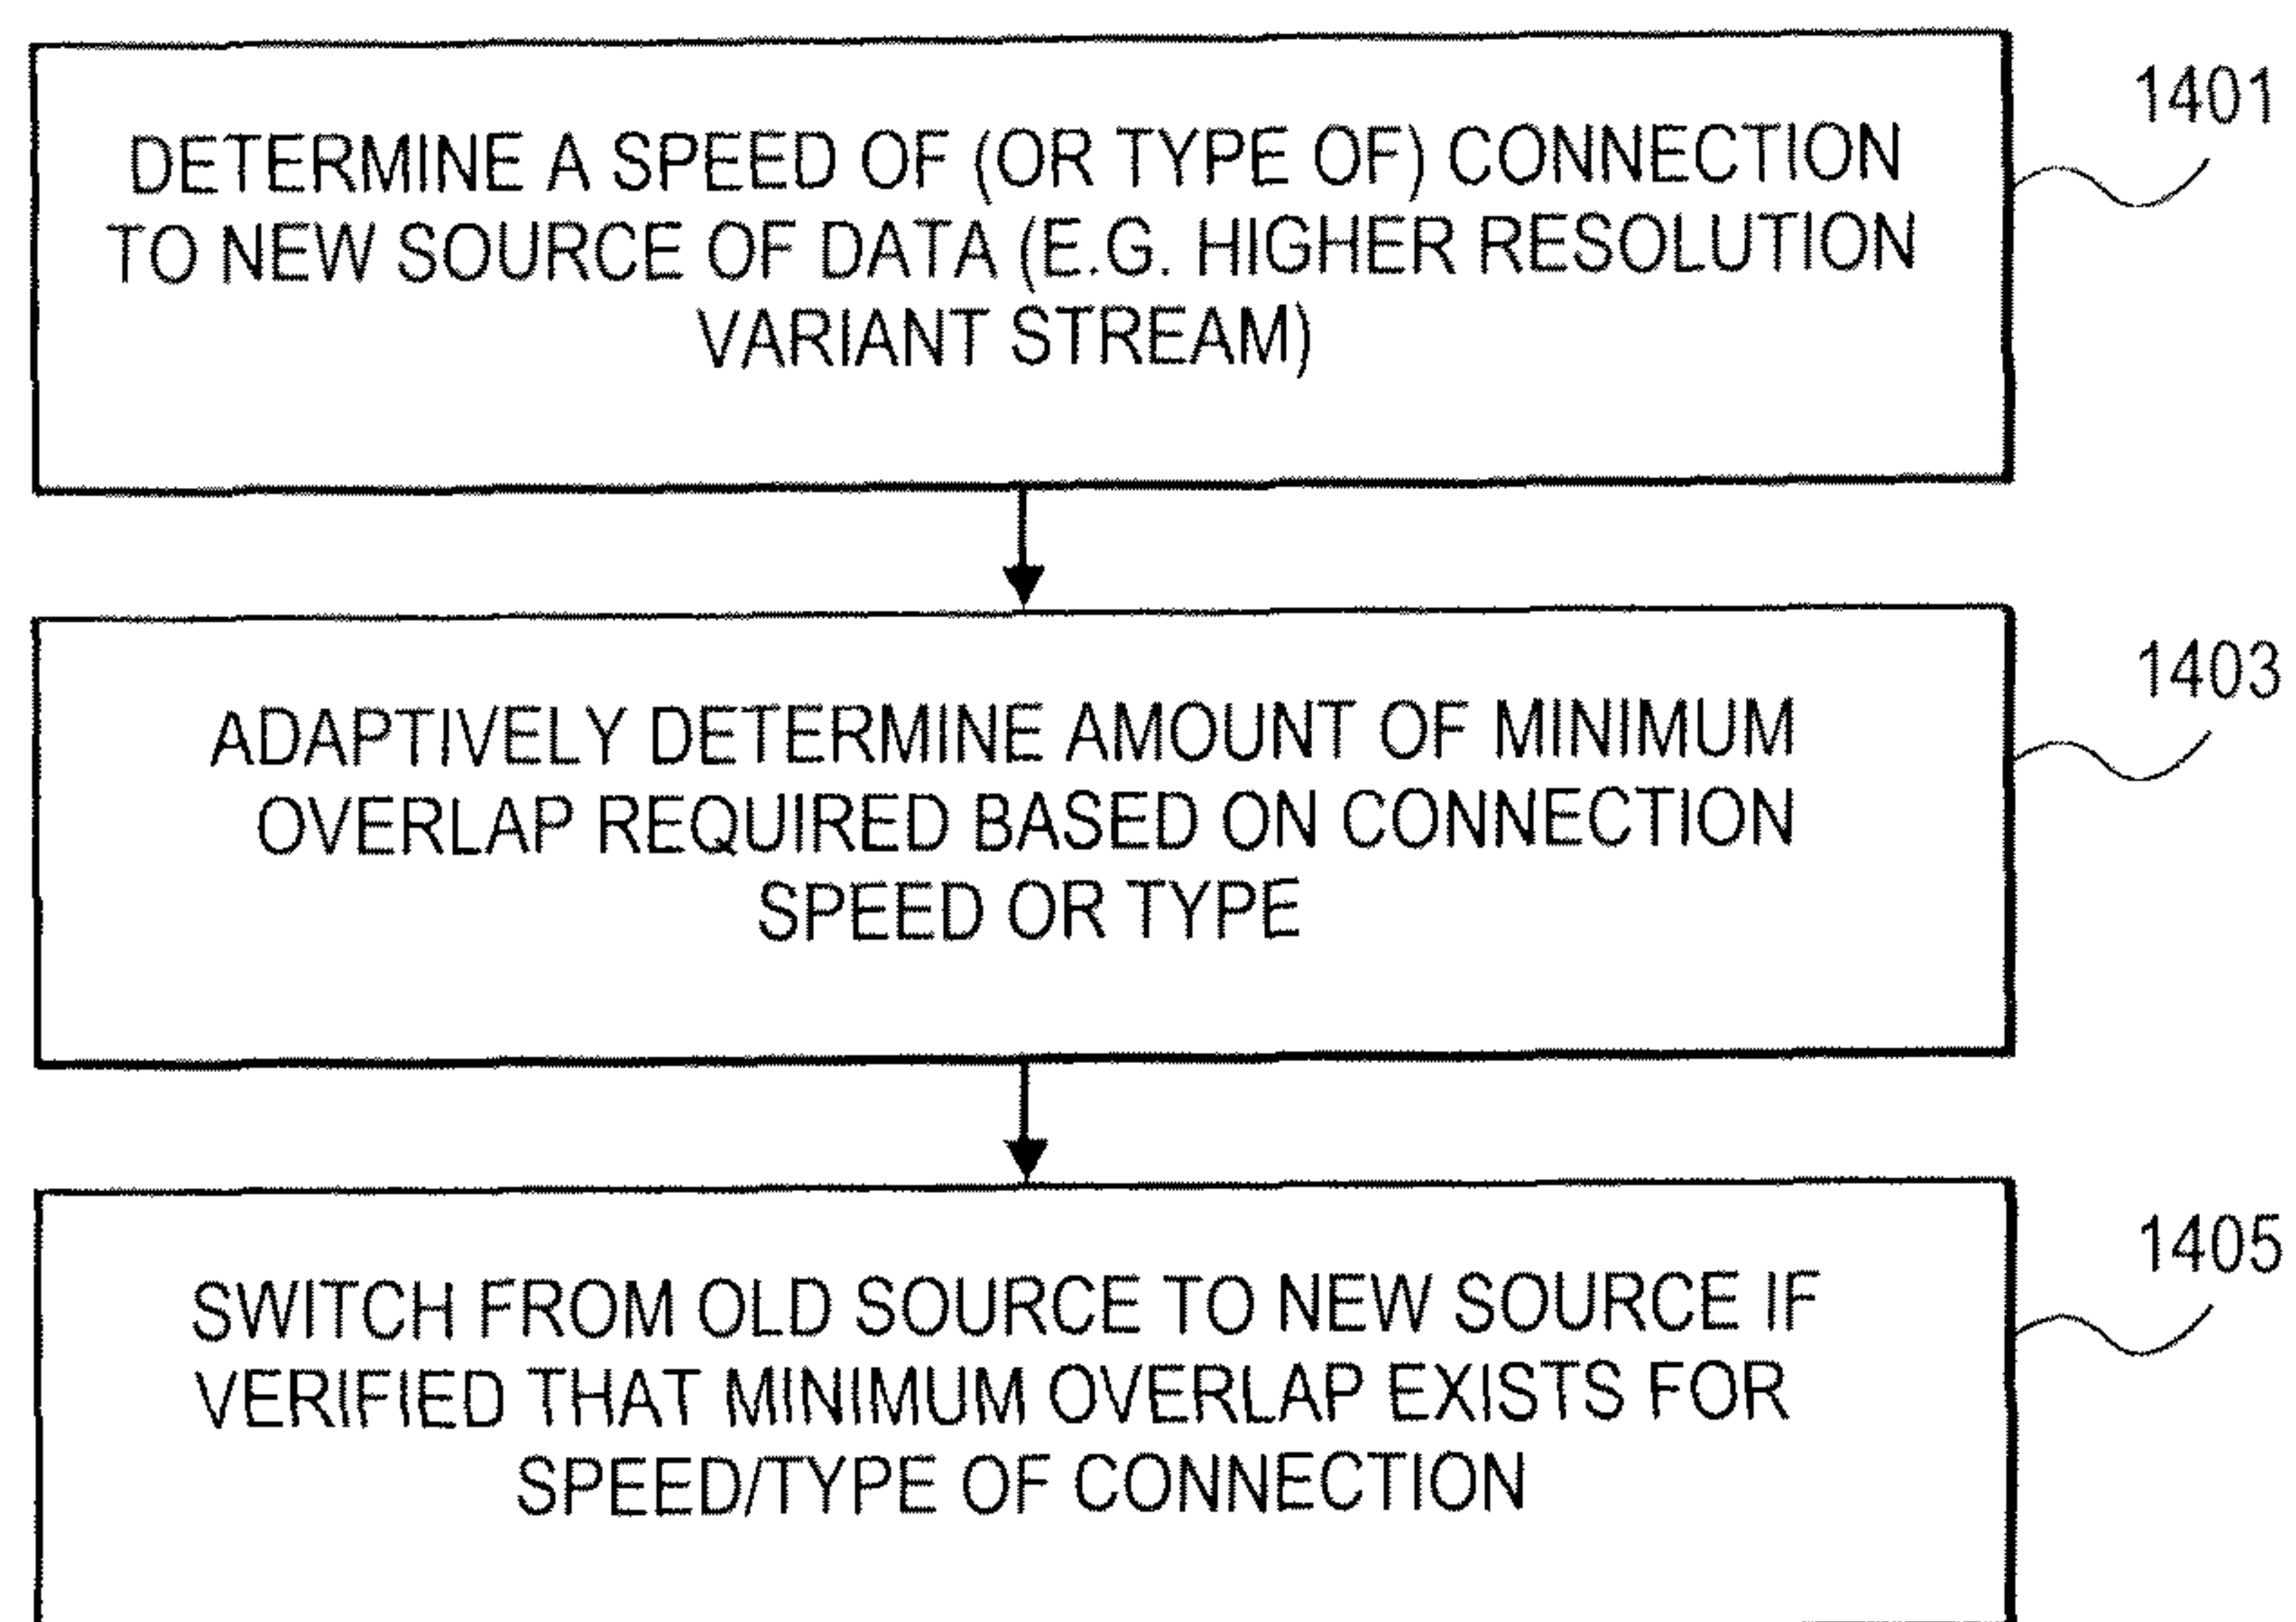 1401
DETERMINE A SPEED OF (OR TYPE OF) CONNECTION
TO NEW SOURCE OF DATA (E.G. HIGHER RESOLUTION
VARIANT STREAM)
1403
ADAPTIVELY DETERMINE AMOUNT OF MINIMUM
OVERLAP REQUIRED BASED ON CONNECTION
SPEED OR TYPE
1405
SWITCH FROM OLD SOURCE TO NEW SOURCE IF
VERIFIED THAT MINIMUM OVERLAP EXISTS FOR
SPEED/TYPE OF CONNECTION